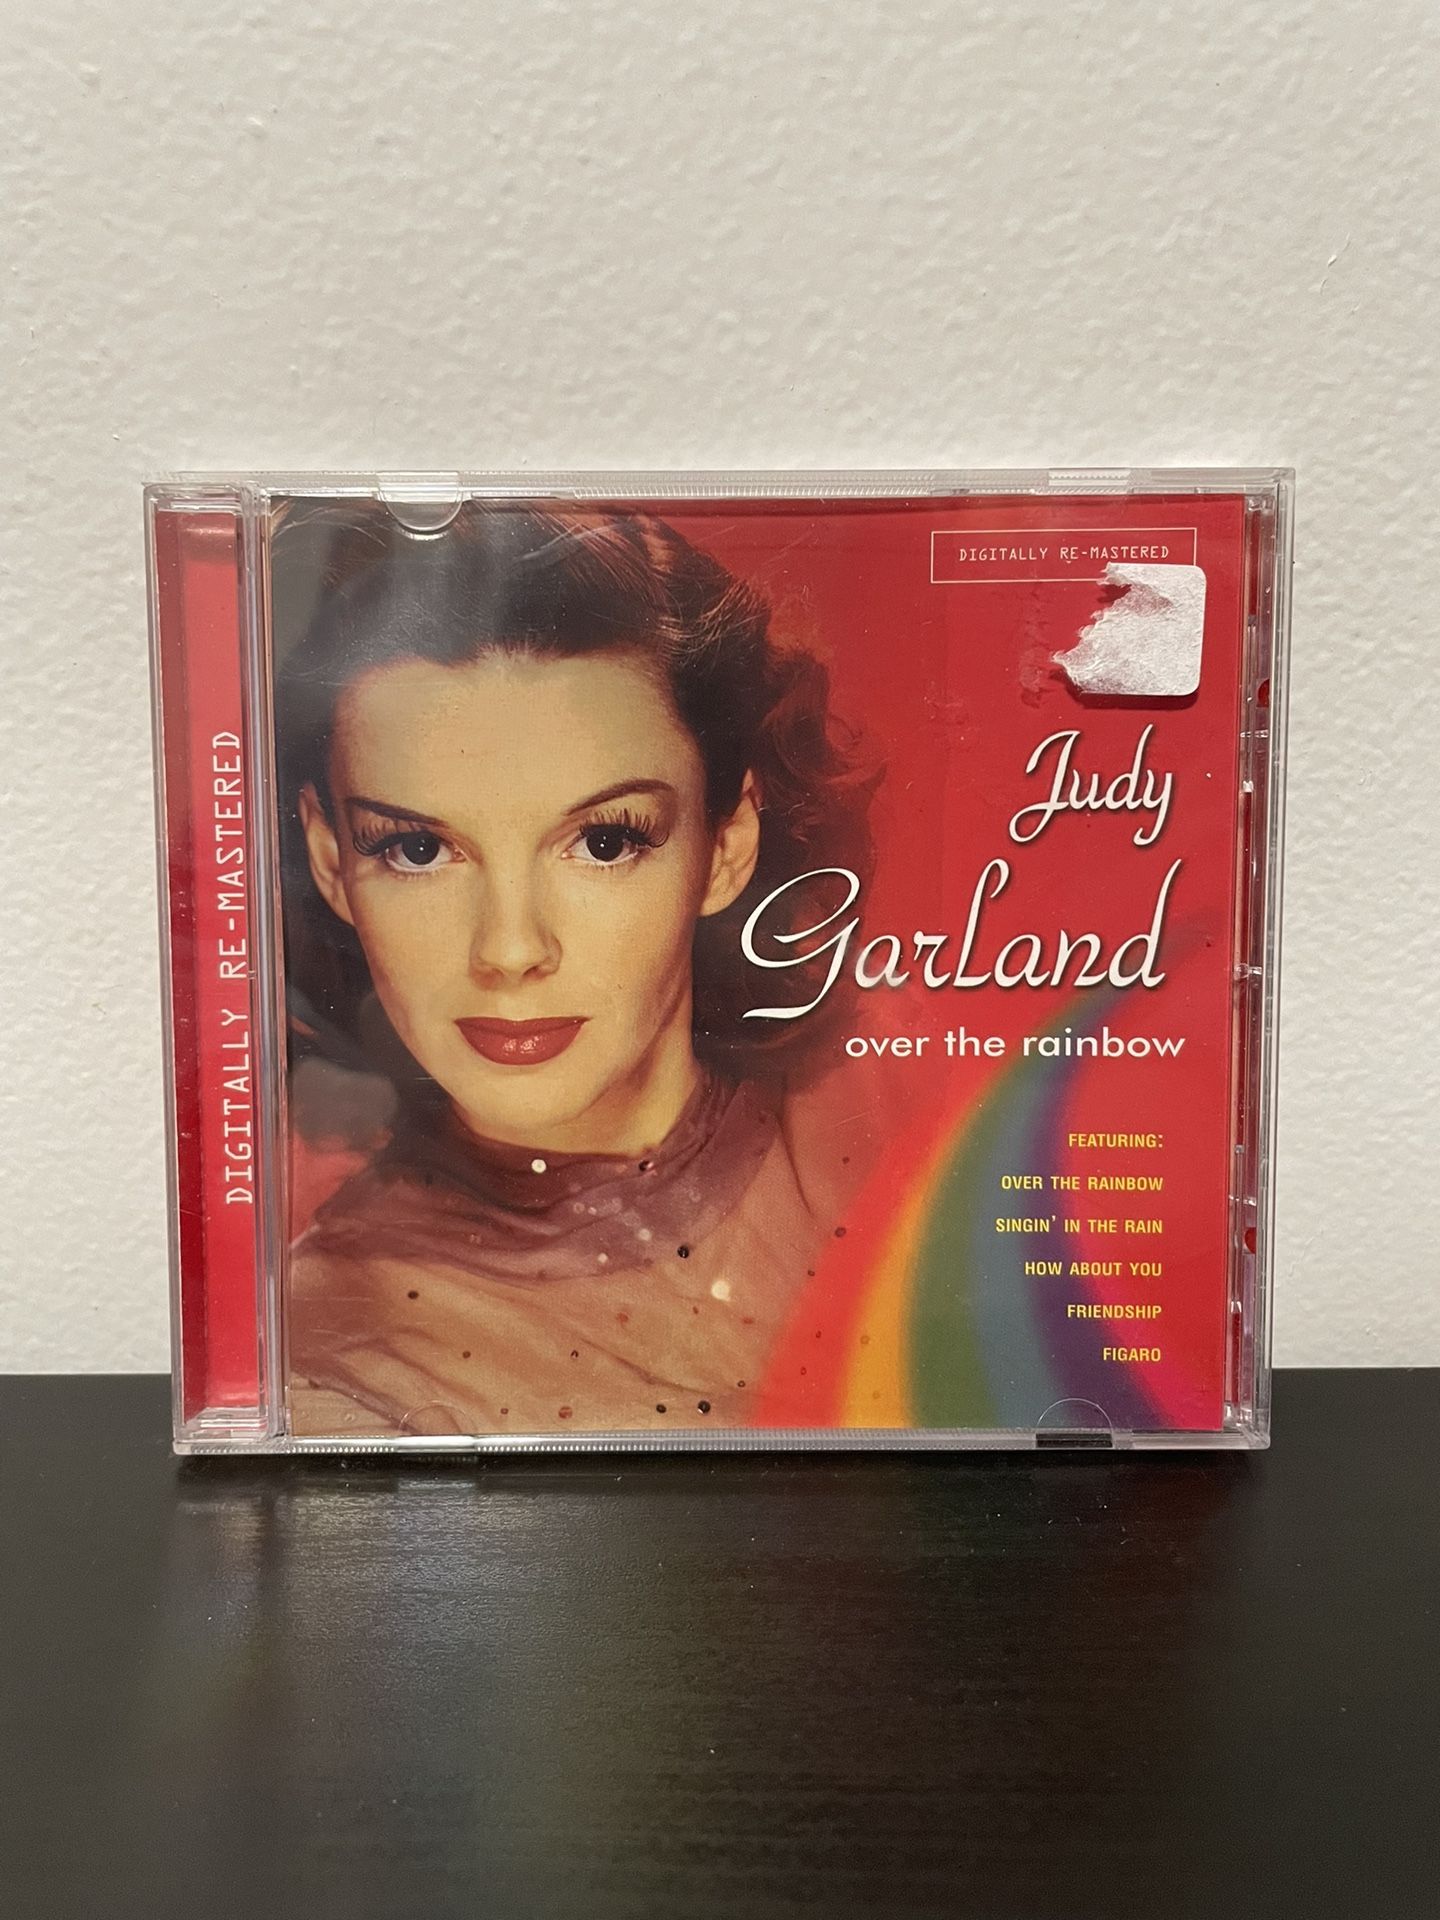 DIGITALLY RE-MASTERED
DIGITALLY RE-MASTERED
Judy
Garland
over the rainbow
FEATURING:
OVER THE RAINBOW
SINGIN' IN THE RAIN
HOW ABOUT YOU
FRIENDSHIP
FIGARO